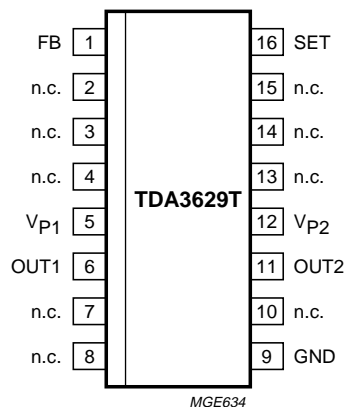 FB 1 16 SET
n.c. 2 15 n.c.
n.c. 3 14 n.c.
n.c. 4 13 n.c.
TDA3629T
VP1 5 12 VP2
OUT1 6 11 OUT2
n.c. 7 10 n.c.
n.c. 8 9 GND
MGE634